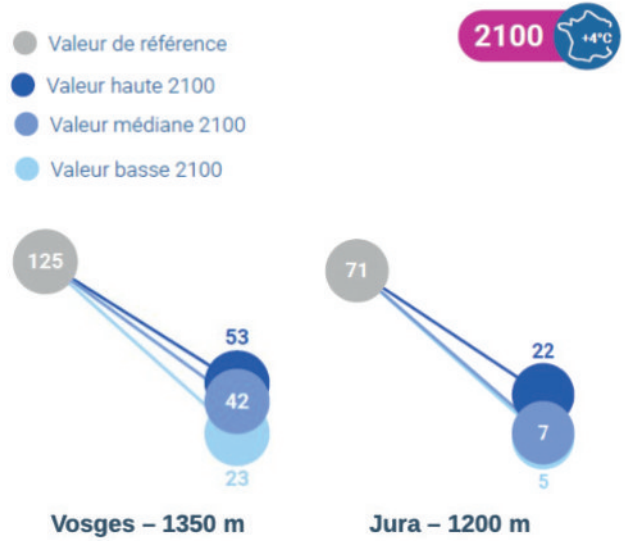 Valeur de référence
Valeur haute 2100
Valeur médiane 2100
Valeur basse 2100
2100
+4°C
125
53
42
23
Vosges – 1350 m
71
22
7
5
Jura – 1200 m